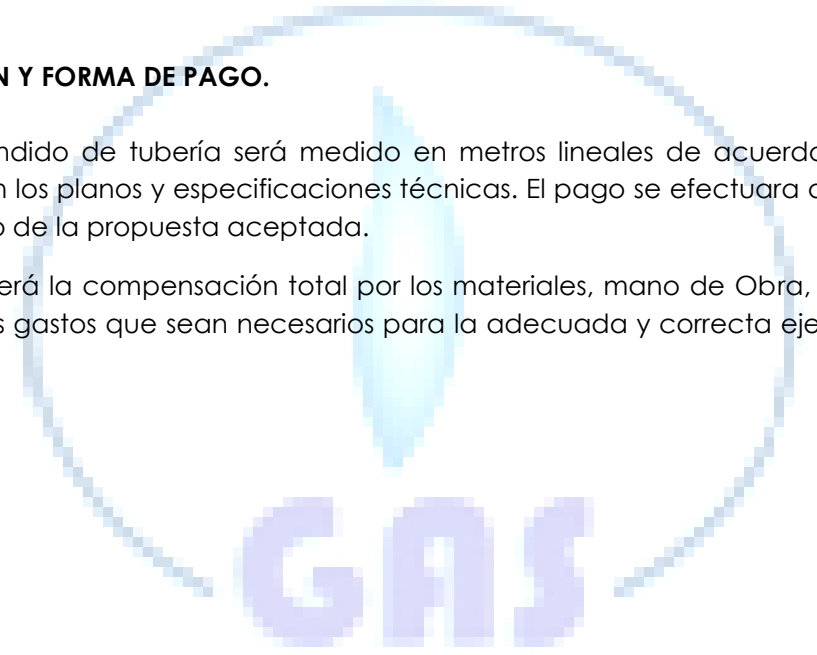 N Y FORMA DE PAGO.
ndido de tubería será medido en metros lineales de acuerdo
n los planos y especificaciones técnicas. El pago se efectuara
o de la propuesta aceptada.
erá la compensación total por los materiales, mano de Obra,
s gastos que sean necesarios para la adecuada y correcta eje
GAS